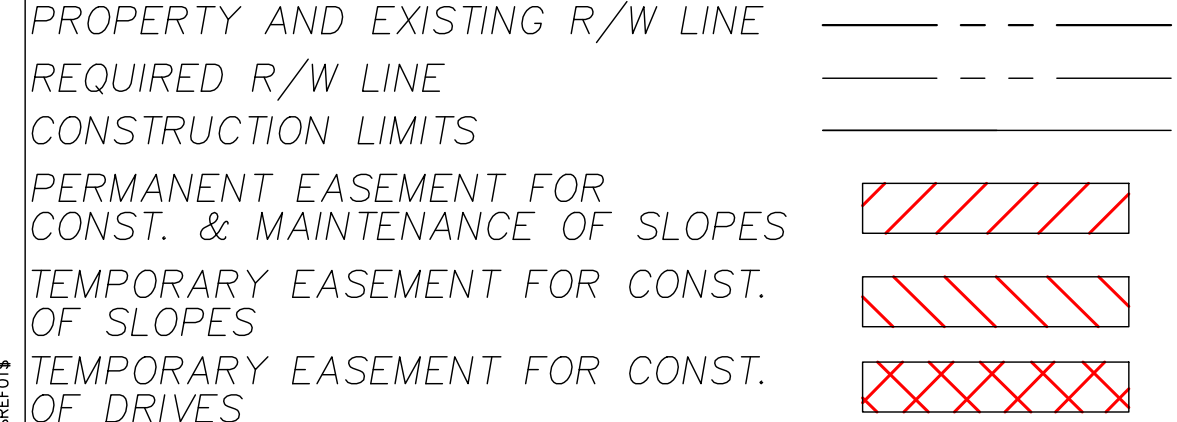 PROPERTY AND EXISTING R/W LINE
REQUIRED R/W LINE
CONSTRUCTION LIMITS
PERMANENT EASEMENT FOR
CONST. & MAINTENANCE OF SLOPES
TEMPORARY EASEMENT FOR CONST.
OF SLOPES
TEMPORARY EASEMENT FOR CONST.
OF DRIVES